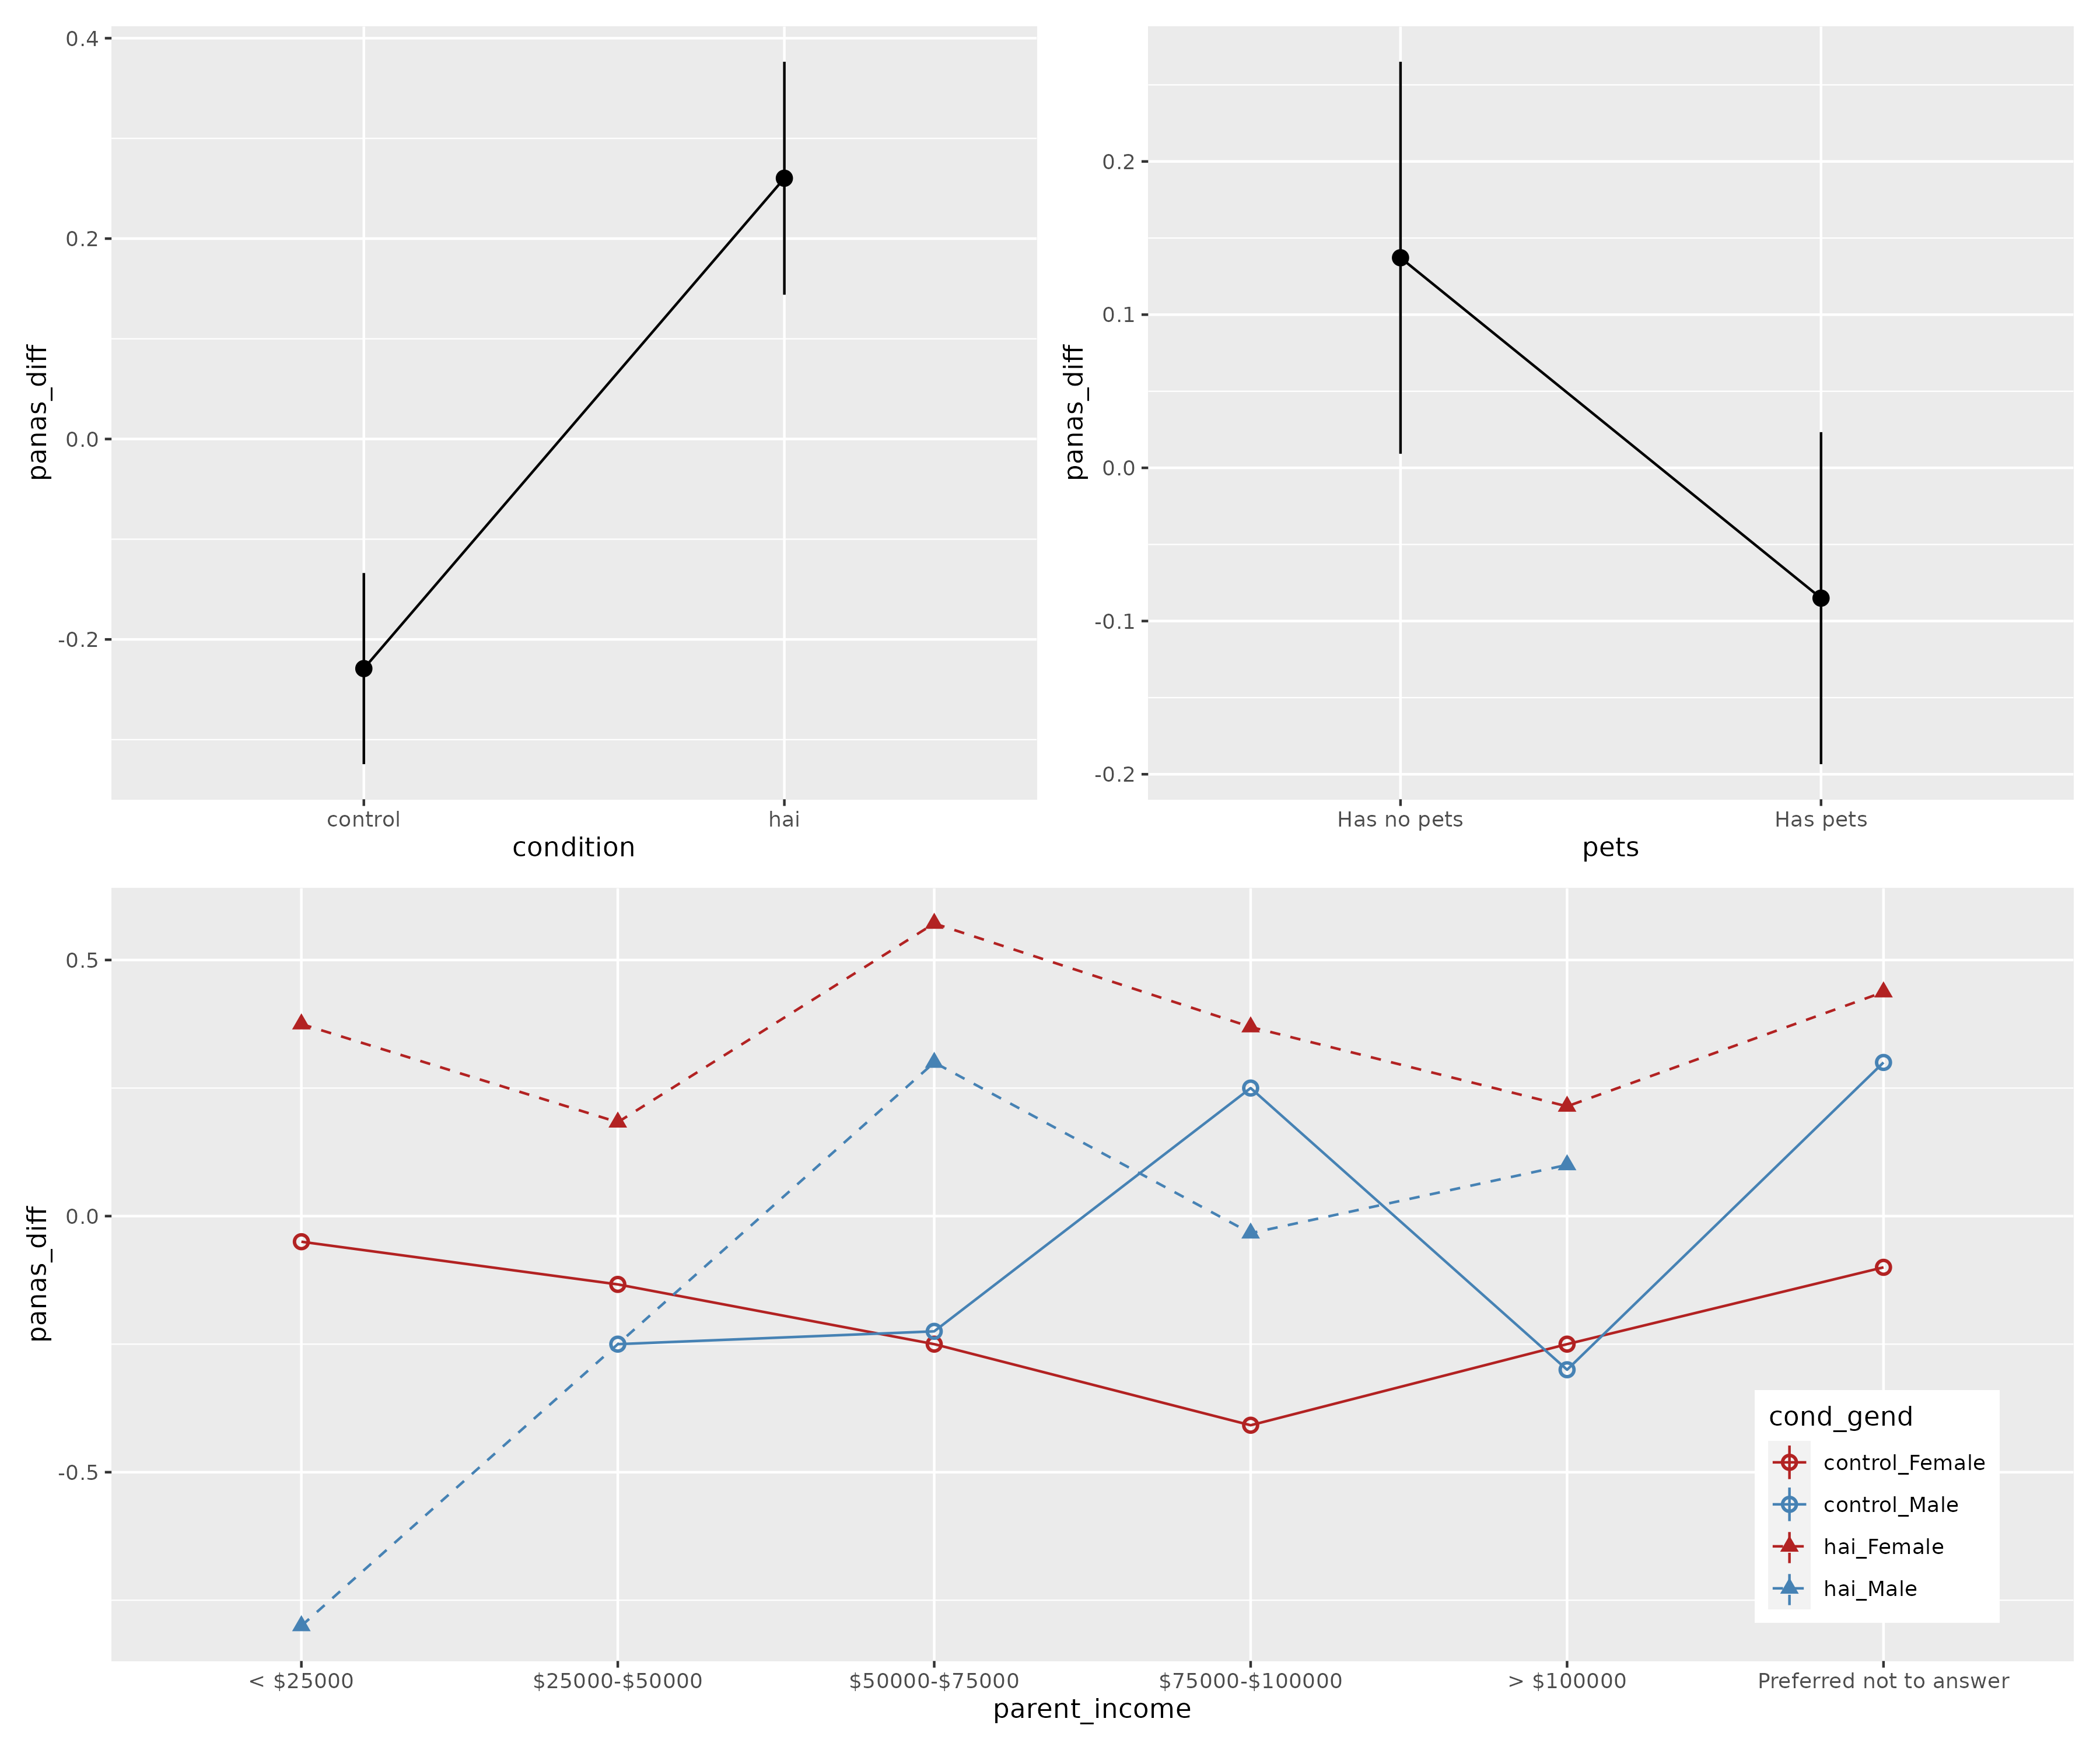 0.4
0.2
0.0
-0.2
panas_diff
control
hai
condition
0.2
0.1
0.0
-0.1
-0.2
panas_diff
Has no pets
Has pets
pets
0.5
0.0
-0.5
panas_diff
< $25000
$25000-$50000
$50000-$75000
$75000-$100000
> $100000
Preferred not to answer
parent_income
cond_gend
control_Female
control_Male
hai_Female
hai_Male